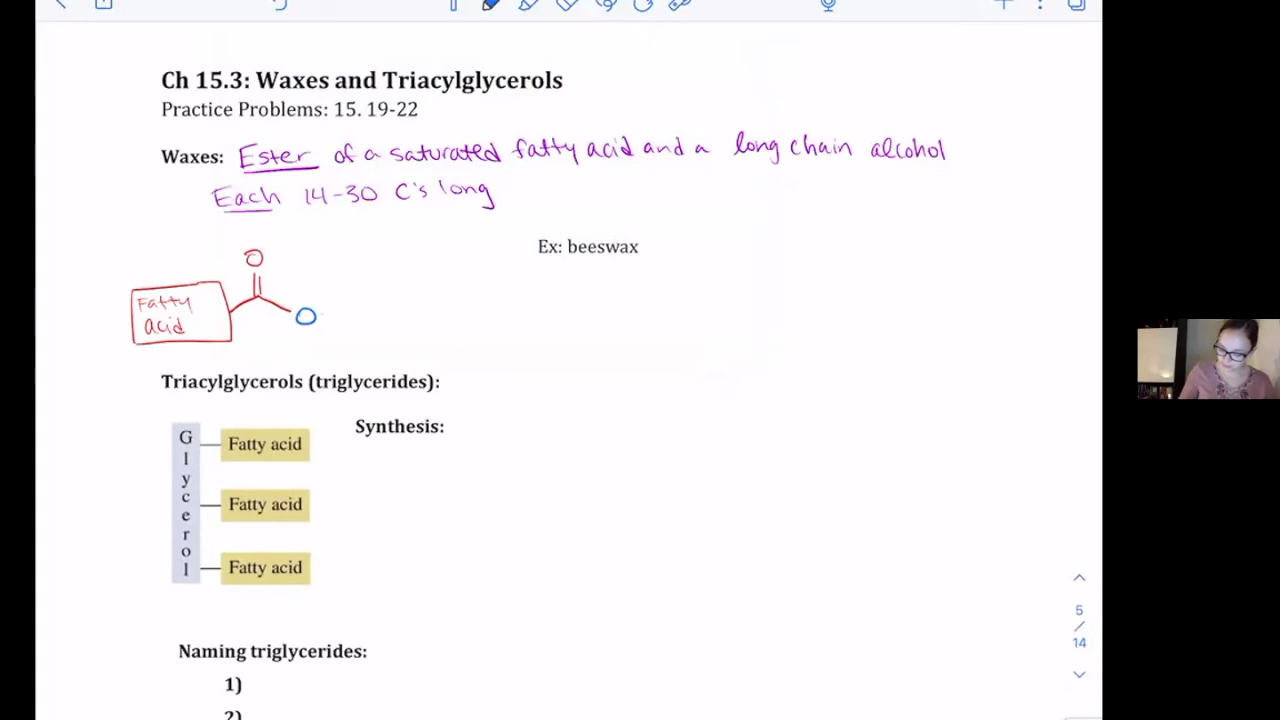 Ch 15.3: Waxes and Triacylglycerols
Practice Problems: 15. 19-22
Waxes: Ester of a saturated fatty acid and a long chain alcohol
Each 14-30 C's long
Ex: beeswax
O
Fatty
acid
O
Triacylglycerols (triglycerides):
Synthesis:
Glycerol
Fatty acid
Fatty acid
Fatty acid
Naming triglycerides:
1)
2)
5
/
14